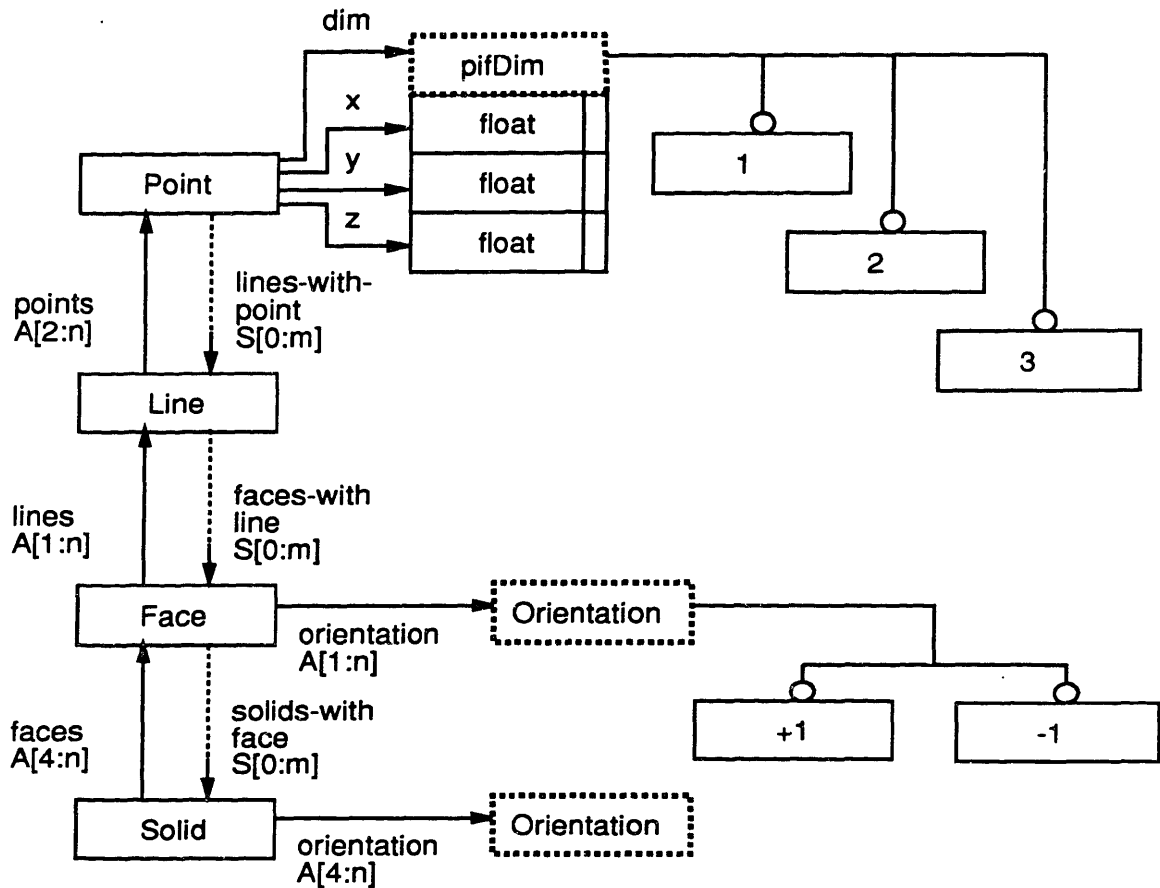 dim
pifDim
x
float
1
y
Point
float
z
float
2
points
A[2:n]
lines-with-
point
S[0:m]
3
Line
lines
A[1:n]
faces-with
line
S[0:m]
Face
orientation
A[1:n]
Orientation
+1
-1
faces
A[4:n]
solids-with
face
S[0:m]
Solid
orientation
A[4:n]
Orientation